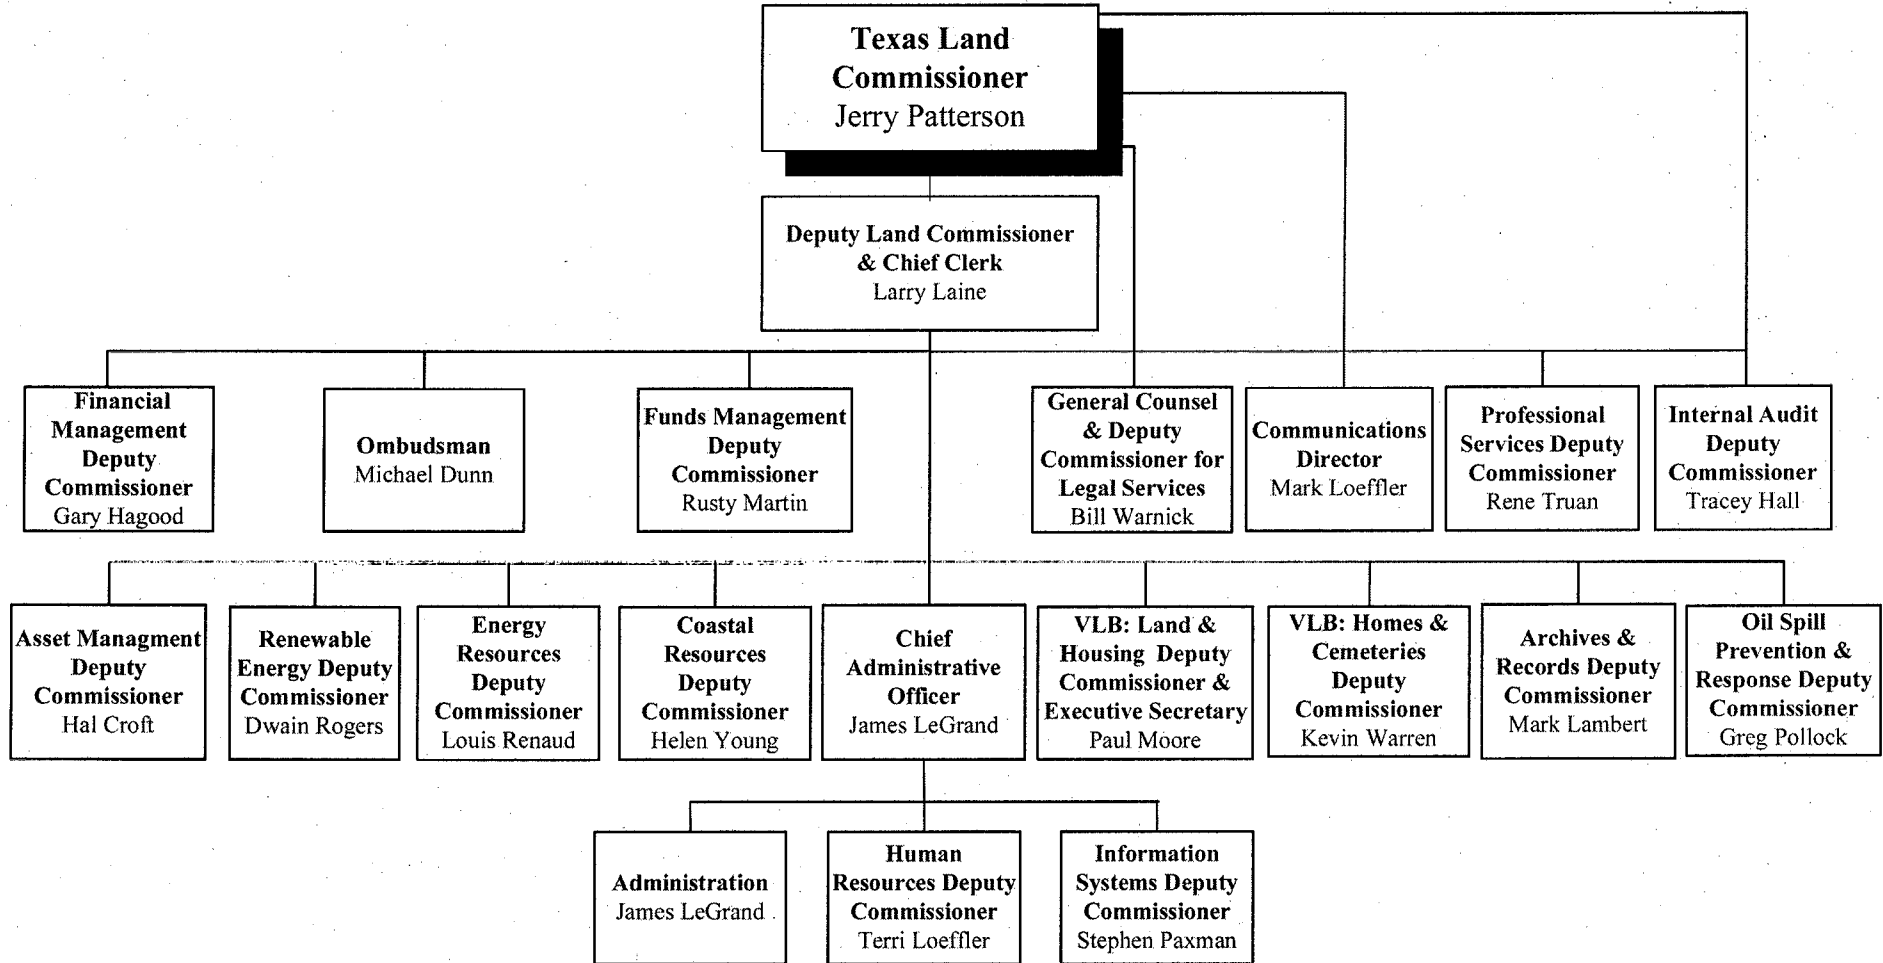 Texas Land
Commissioner
Jerry Patterson
Deputy Land Commissioner
& Chief Clerk
Larry Laine
Financial
Management
Deputy
Commissioner
Gary Hagood
Ombudsman
Michael Dunn
Funds Management
Deputy
Commissioner
Rusty Martin
General Counsel
& Deputy
Commissioner for
Legal Services
Bill Warnick
Communications
Director
Mark Loeffler
Professional
Services Deputy
Commissioner
Rene Truan
Internal Audit
Deputy
Commissioner
Tracey Hall
Asset Managment
Deputy
Commissioner
Hal Croft
Renewable
Energy Deputy
Commissioner
Dwain Rogers
Energy
Resources
Deputy
Commissioner
Louis Renaud
Coastal
Resources
Deputy
Commissioner
Helen Young
Chief
Administrative
Officer
James LeGrand
VLB: Land &
Housing Deputy
Commissioner &
Executive Secretary
Paul Moore
VLB: Homes &
Cemeteries
Deputy
Commissioner
Kevin Warren
Archives &
Records Deputy
Commissioner
Mark Lambert
Oil Spill
Prevention &
Response Deputy
Commissioner
Greg Pollock
Administration
James LeGrand
Human
Resources Deputy
Commissioner
Terri Loeffler
Information
Systems Deputy
Commissioner
Stephen Paxman